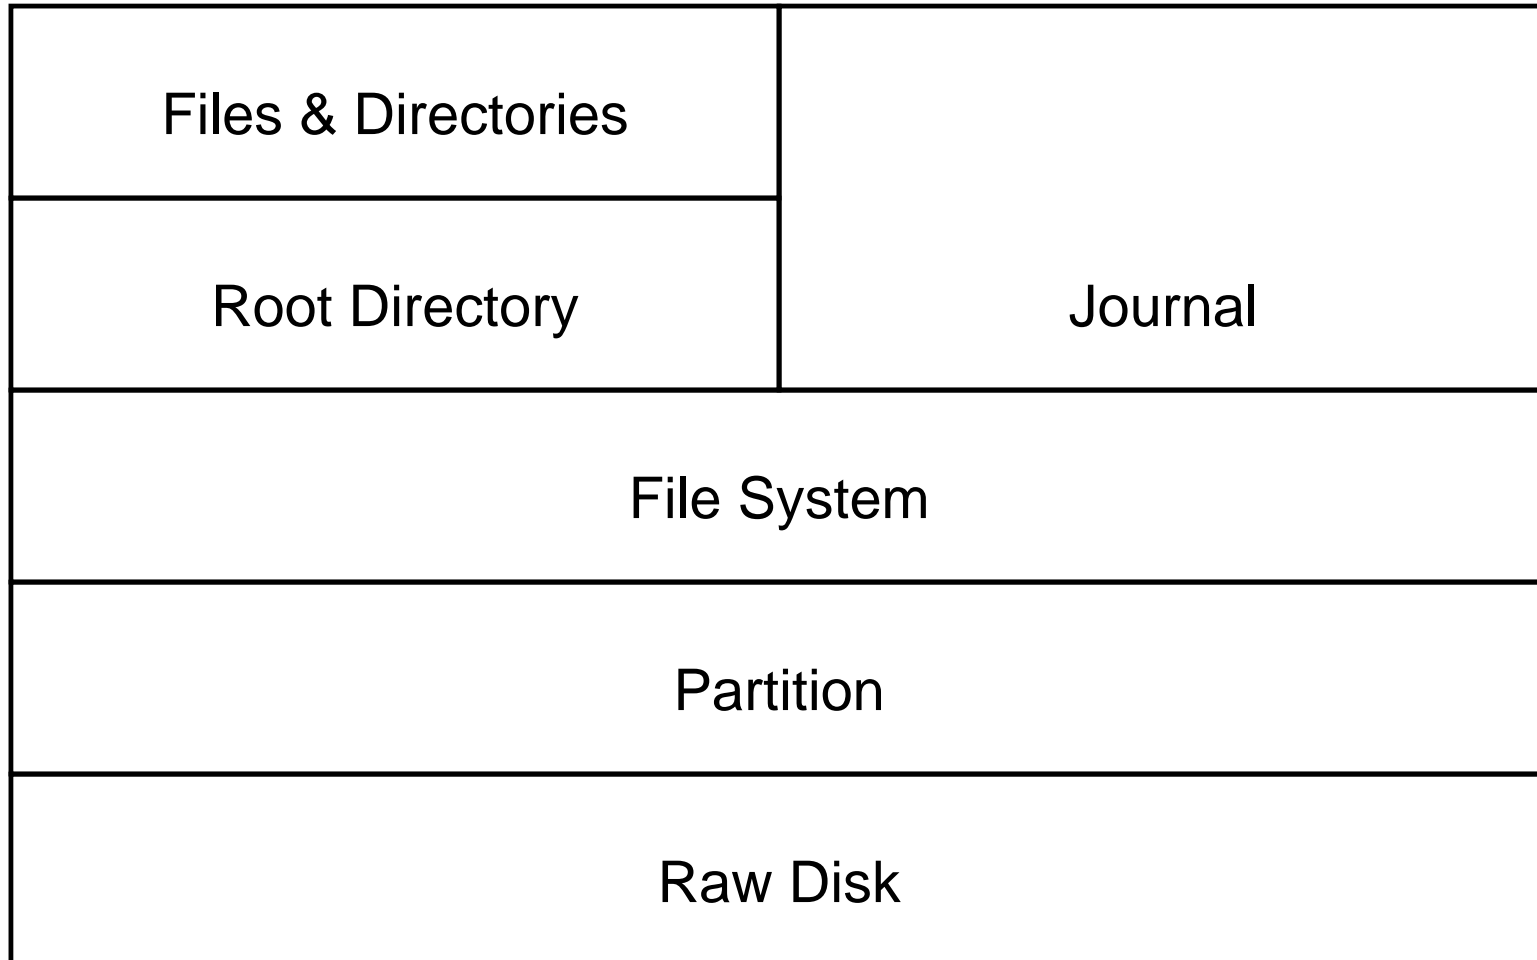 Files & Directories
Root Directory
Journal
File System
Partition
Raw Disk